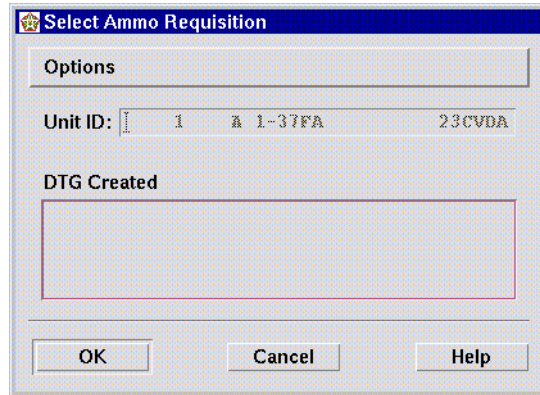 Select Ammo Requisition
Options
Unit ID: 1 A 1-37FA 23CVDA
DTG Created
OK Cancel Help